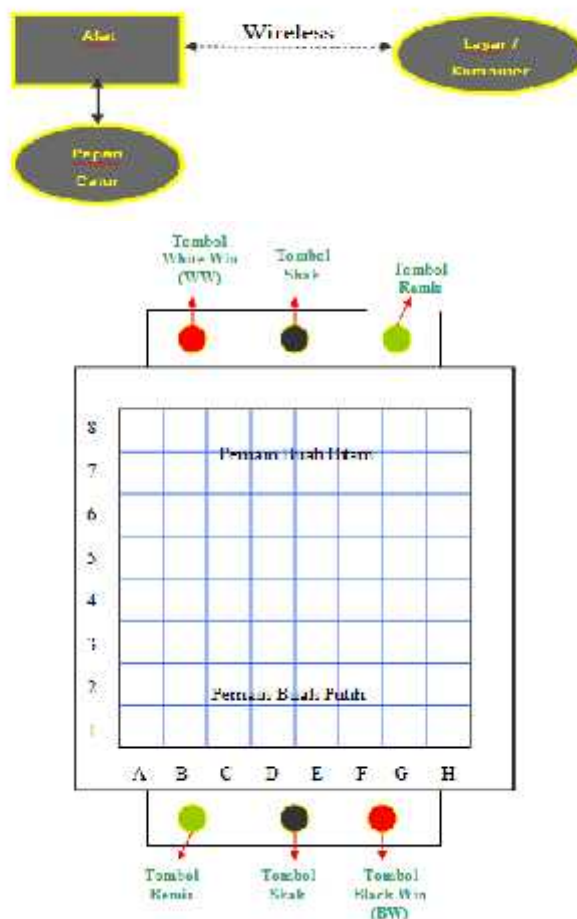 Alat
Wireless
Layar /
Komputer
Papan
Catur
Tombol
White Win
(WW)
Tombol
Skak
Tombol
Remis
8
Pemain Buah Hitam
7
6
5
4
3
2
Pemain Buah Putih
1
A B C D E F G H
Tombol
Remis
Tombol
Skak
Tombol
Black Win
(BW)